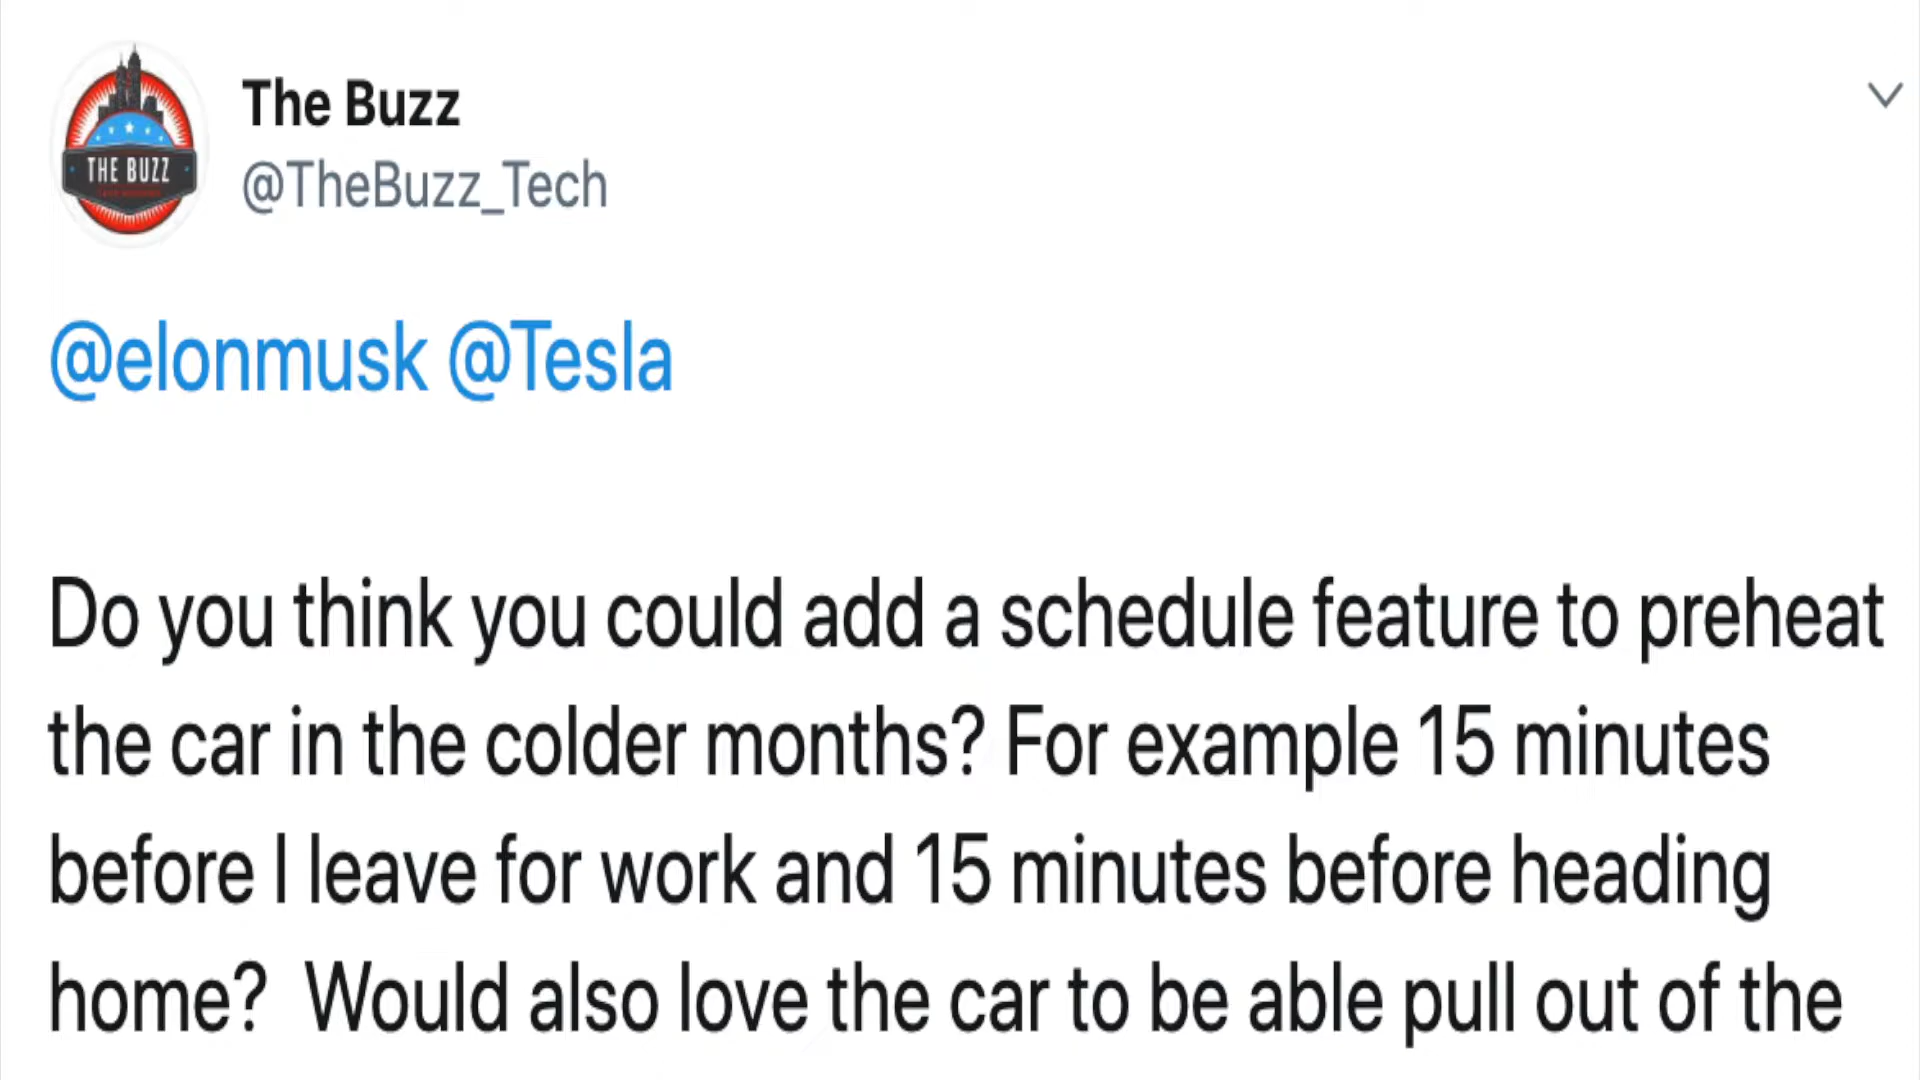 The Buzz
@TheBuzz_Tech
THE BUZZ
@elonmusk @Tesla
Do you think you could add a schedule feature to preheat
the car in the colder months? For example 15 minutes
before I leave for work and 15 minutes before heading
home?  Would also love the car to be able pull out of the